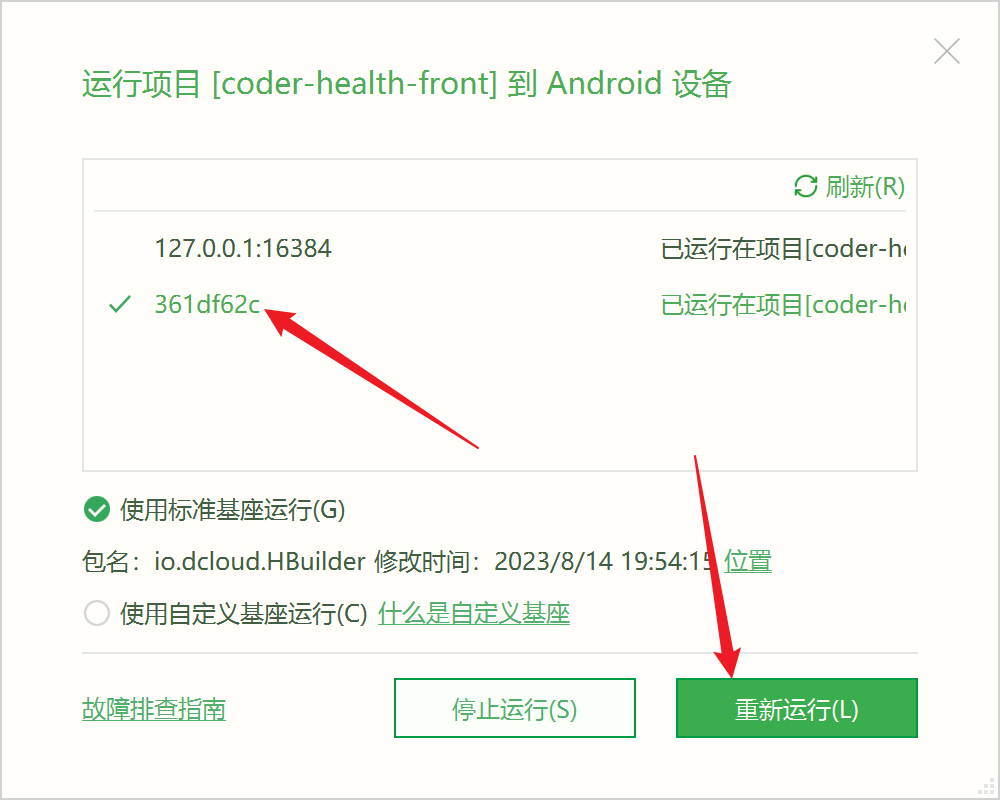 运行项目 [coder-health-front] 到 Android 设备
刷新(R)
127.0.0.1:16384 已运行在项目[coder-he
361df62c 已运行在项目[coder-he
使用标准基座运行(G)
包名：io.dcloud.HBuilder 修改时间：2023/8/14 19:54:15 位置
使用自定义基座运行(C) 什么是自定义基座
故障排查指南 停止运行(S) 重新运行(L)